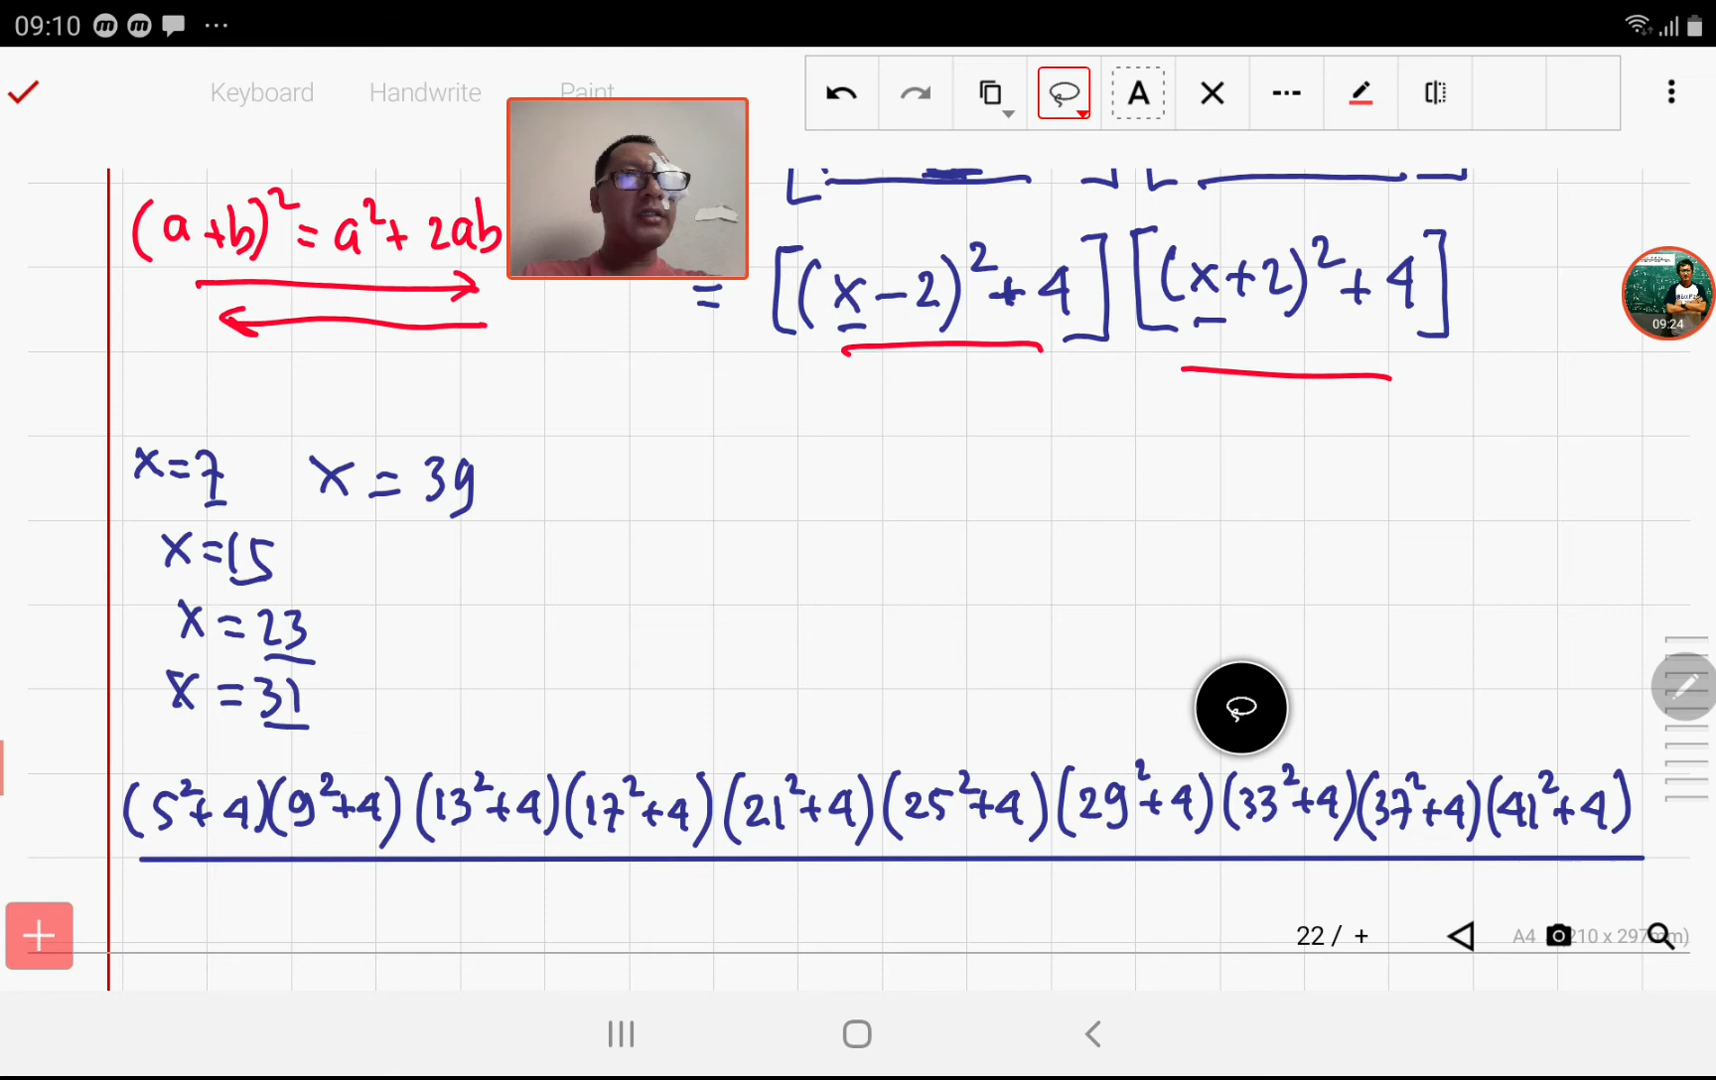 09:10
Keyboard Handwrite Paint
A
(a+b)² = a² + 2ab
= [(x-2)²+4] [(x+2)²+4]
09:24
x=7 x = 39
x=15
x = 23
x = 31
(5²+4)(9²+4)(13²+4)(17²+4)(21²+4)(25²+4)(29²+4)(33²+4)(37²+4)(41²+4)
22 / +
A4 210 x 297mm)